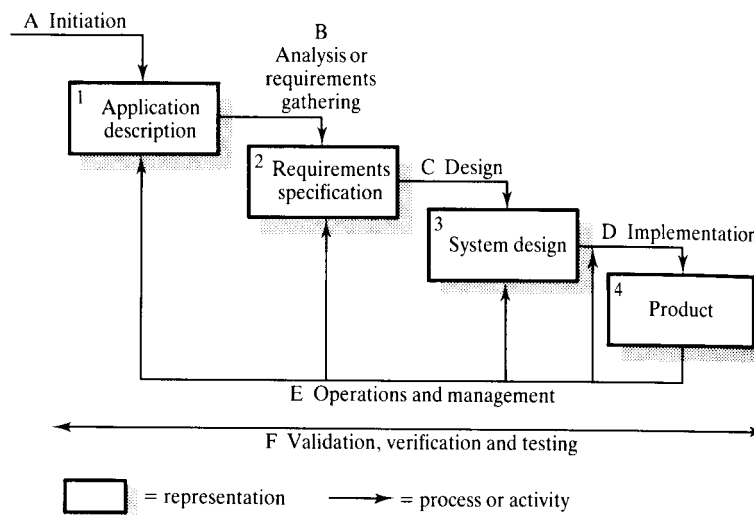 A Initiation
B
Analysis or
requirements
gathering
1
Application
description
2
Requirements
specification
C Design
3
System design
D Implementation
4
Product
E Operations and management
F Validation, verification and testing
= representation
= process or activity